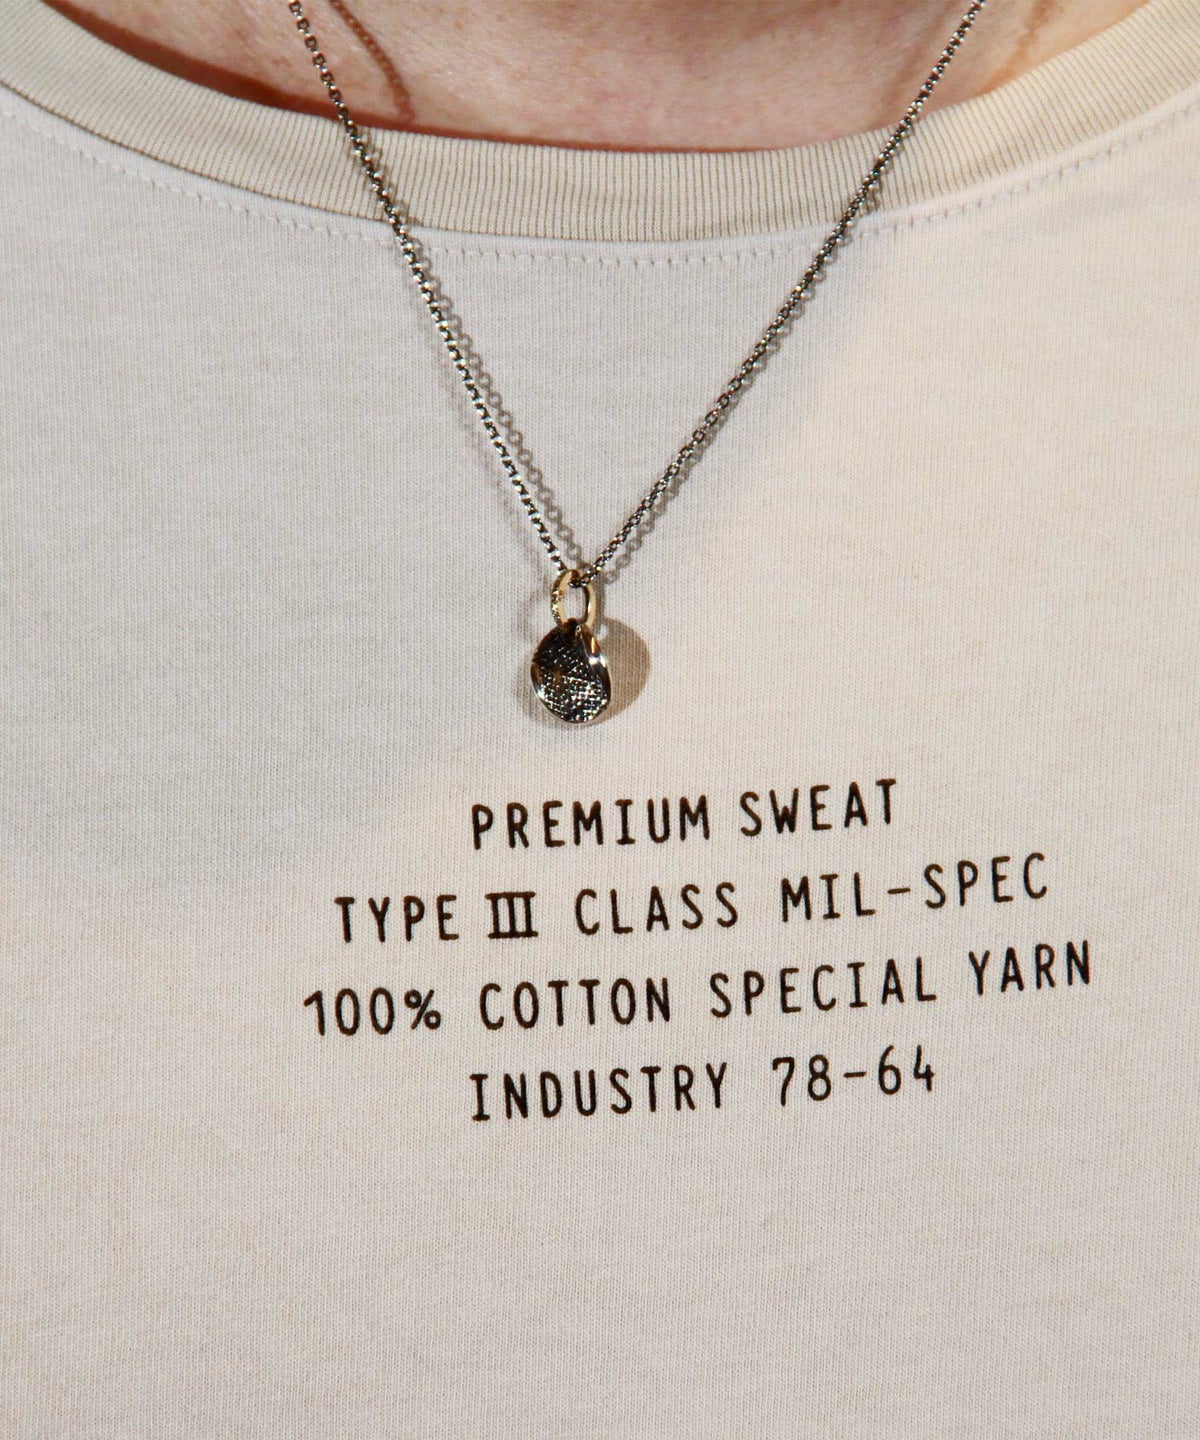 PREMIUM SWEAT
TYPE III CLASS MIL-SPEC
100% COTTON SPECIAL YARN
INDUSTRY 78-64